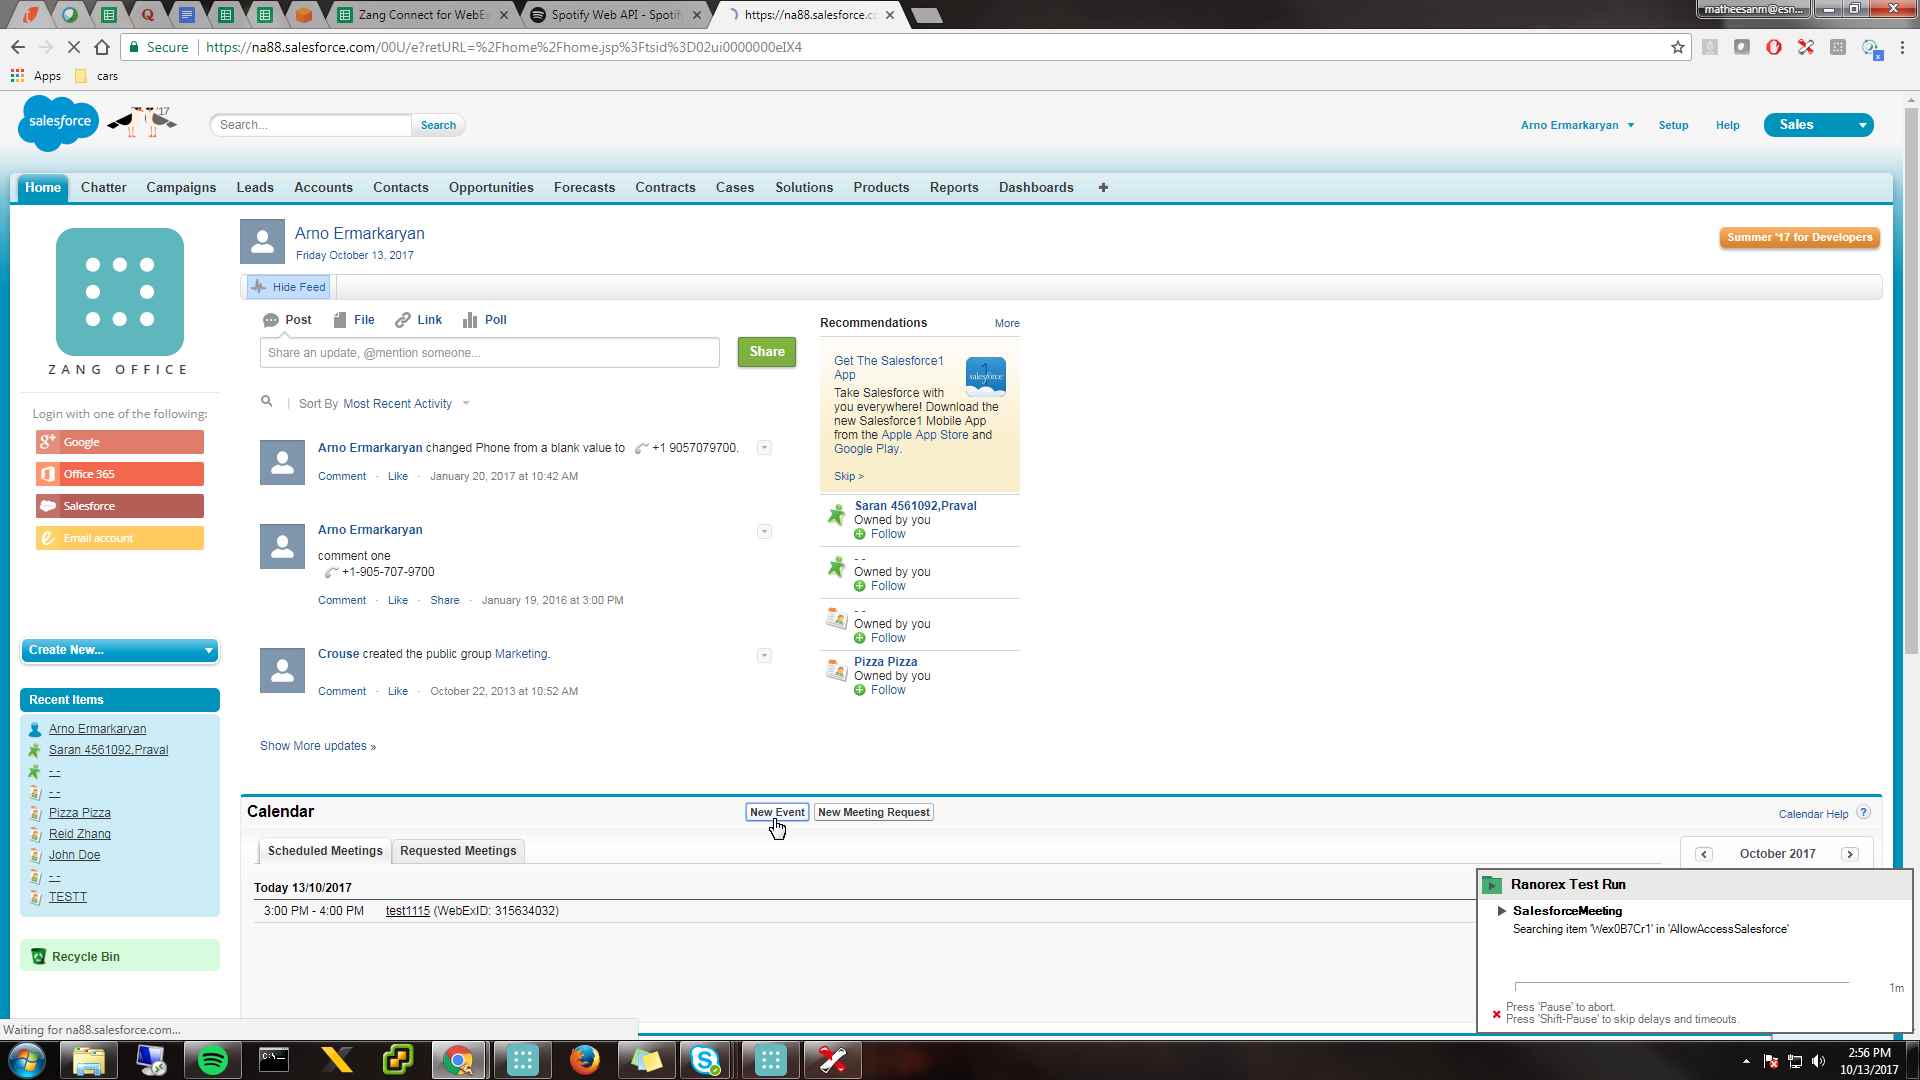 Zang Connect for WebEx
Spotify Web API - Spotify
https://na88.salesforce.co
matheesanm@esn...
Secure
https://na88.salesforce.com/00U/e?retURL=%2Fhome%2Fhome.jsp%3Ftsid%3D02ui0000000eIX4
Apps
cars
salesforce
'17
Search...
Search
Arno Ermarkaryan
Setup
Help
Sales
Home
Chatter
Campaigns
Leads
Accounts
Contacts
Opportunities
Forecasts
Contracts
Cases
Solutions
Products
Reports
Dashboards
+
ZANG OFFICE
Login with one of the following:
Google
Office 365
Salesforce
Email account
Create New...
Recent Items
Arno Ermarkaryan
Saran 4561092,Praval
- -
- -
Pizza Pizza
Reid Zhang
John Doe
- -
TESTT
Recycle Bin
Arno Ermarkaryan
Friday October 13, 2017
Summer '17 for Developers
Hide Feed
Post
File
Link
Poll
Share an update, @mention someone...
Share
Sort By Most Recent Activity
Arno Ermarkaryan changed Phone from a blank value to +1 9057079700.
Comment · Like · January 20, 2017 at 10:42 AM
Arno Ermarkaryan
comment one
+1-905-707-9700
Comment · Like · Share · January 19, 2016 at 3:00 PM
Crouse created the public group Marketing.
Comment · Like · October 22, 2013 at 10:52 AM
Show More updates »
Recommendations
More
Get The Salesforce1
App
Take Salesforce with
you everywhere! Download the
new Salesforce1 Mobile App
from the Apple App Store and
Google Play.
Skip >
1
salesforce
Saran 4561092,Praval
Owned by you
Follow
- -
Owned by you
Follow
- -
Owned by you
Follow
Pizza Pizza
Owned by you
Follow
Calendar
New Event
New Meeting Request
Calendar Help
?
Scheduled Meetings
Requested Meetings
October 2017
Today 13/10/2017
3:00 PM - 4:00 PM
test1115 (WebExID: 315634032)
Ranorex Test Run
SalesforceMeeting
Searching item 'Wex0B7Cr1' in 'AllowAccessSalesforce'
1m
Press 'Pause' to abort.
Press 'Shift-Pause' to skip delays and timeouts.
Waiting for na88.salesforce.com...
2:56 PM
10/13/2017